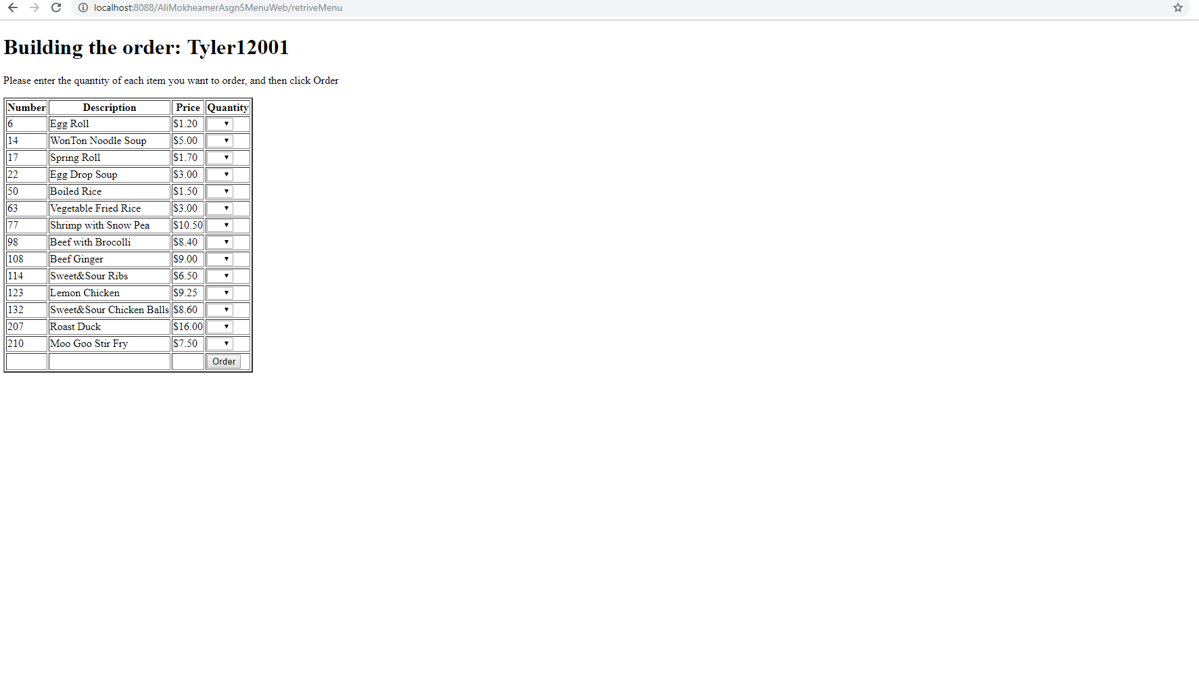 localhost:8088/AliMokheamerAsgn5MenuWeb/retriveMenu
Building the order: Tyler12001
Please enter the quantity of each item you want to order, and then click Order
Number Description Price Quantity
6 Egg Roll $1.20
14 WonTon Noodle Soup $5.00
17 Spring Roll $1.70
22 Egg Drop Soup $3.00
50 Boiled Rice $1.50
63 Vegetable Fried Rice $3.00
77 Shrimp with Snow Pea $10.50
98 Beef with Brocolli $8.40
108 Beef Ginger $9.00
114 Sweet&Sour Ribs $6.50
123 Lemon Chicken $9.25
132 Sweet&Sour Chicken Balls $8.60
207 Roast Duck $16.00
210 Moo Goo Stir Fry $7.50
Order